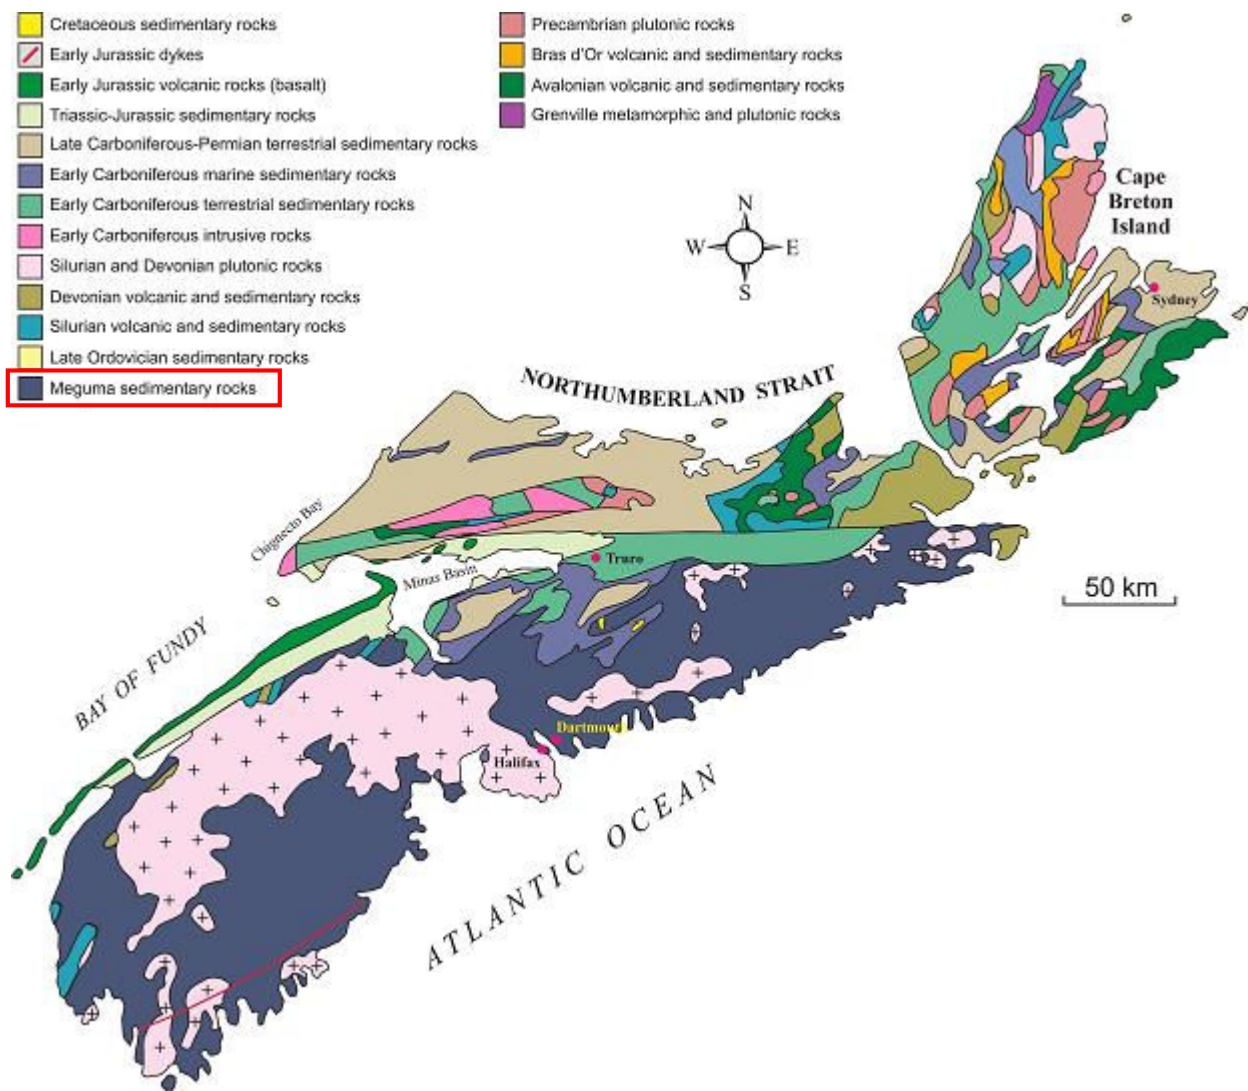 Cretaceous sedimentary rocks
Early Jurassic dykes
Early Jurassic volcanic rocks (basalt)
Triassic-Jurassic sedimentary rocks
Late Carboniferous-Permian terrestrial sedimentary rocks
Early Carboniferous marine sedimentary rocks
Early Carboniferous terrestrial sedimentary rocks
Early Carboniferous intrusive rocks
Silurian and Devonian plutonic rocks
Devonian volcanic and sedimentary rocks
Silurian volcanic and sedimentary rocks
Late Ordovician sedimentary rocks
Meguma sedimentary rocks
Precambrian plutonic rocks
Bras d'Or volcanic and sedimentary rocks
Avalonian volcanic and sedimentary rocks
Grenville metamorphic and plutonic rocks
N
W E
S
Cape
Breton
Island
Sydney
NORTHUMBERLAND STRAIT
Chignecto Bay
Minas Basin
Truro
50 km
BAY OF FUNDY
Dartmouth
Halifax
ATLANTIC OCEAN